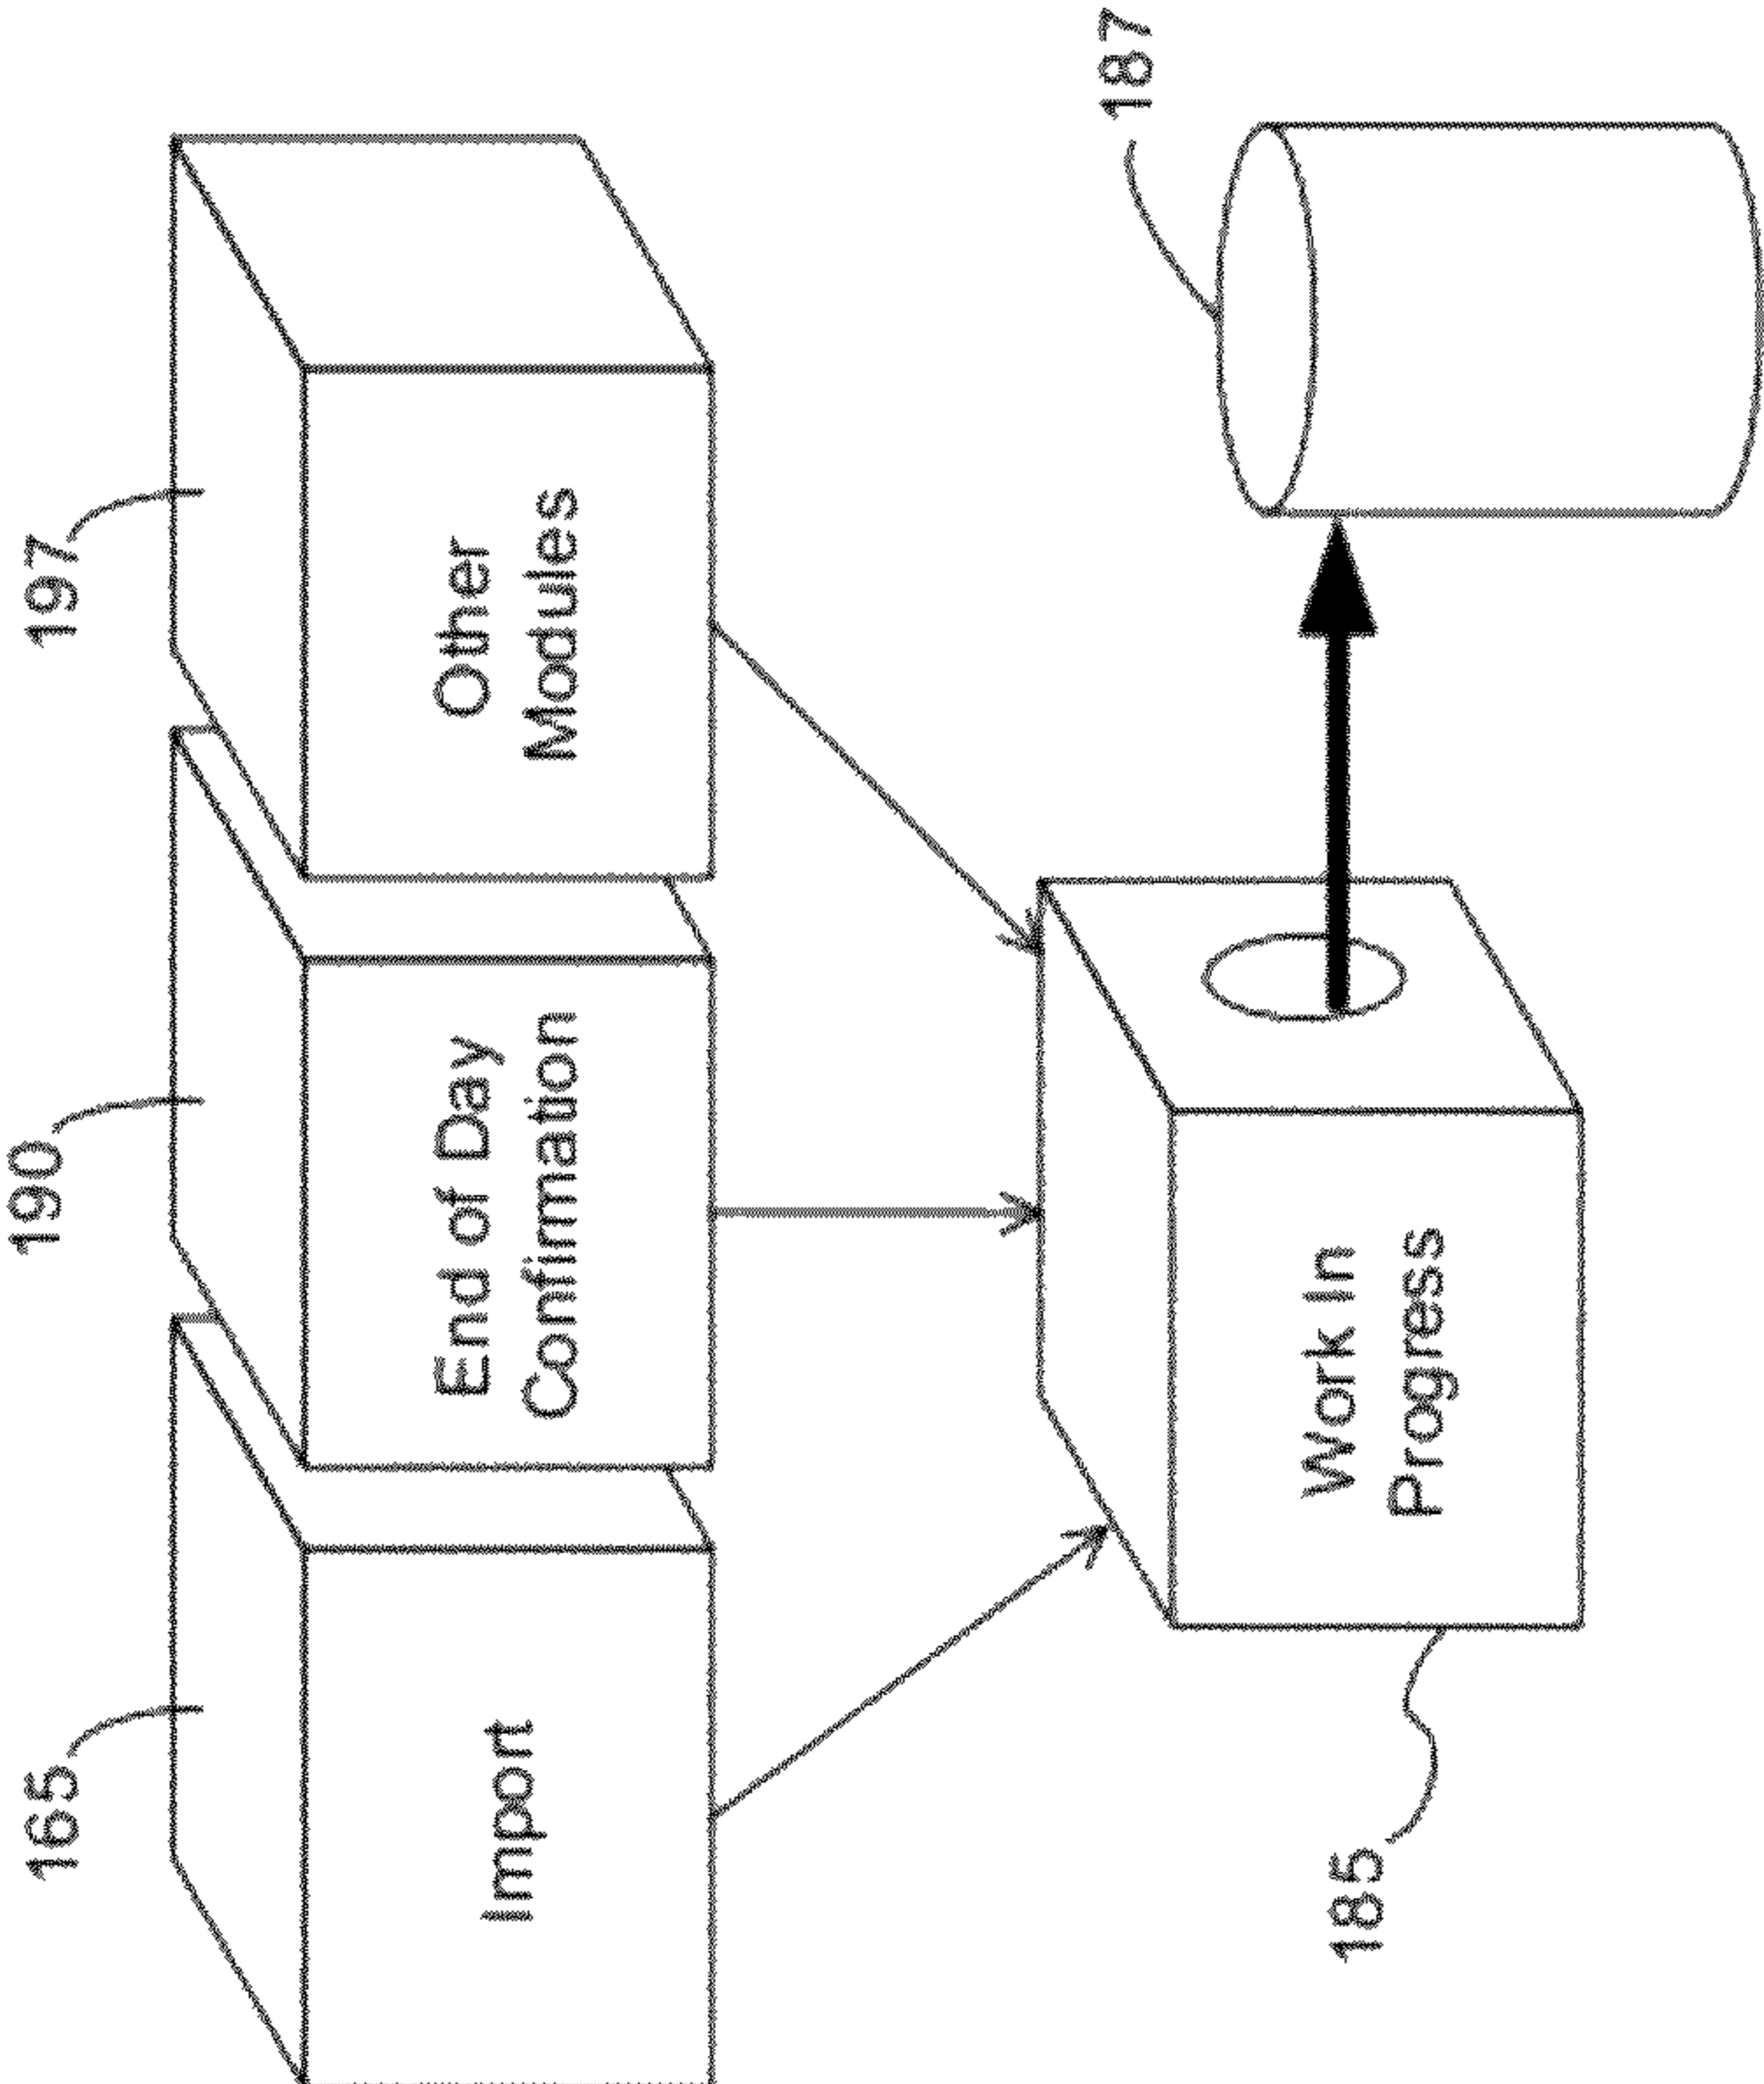 165
190
197
Import
End of Day
Confirmation
Other
Modules
187
Work In
Progress
185